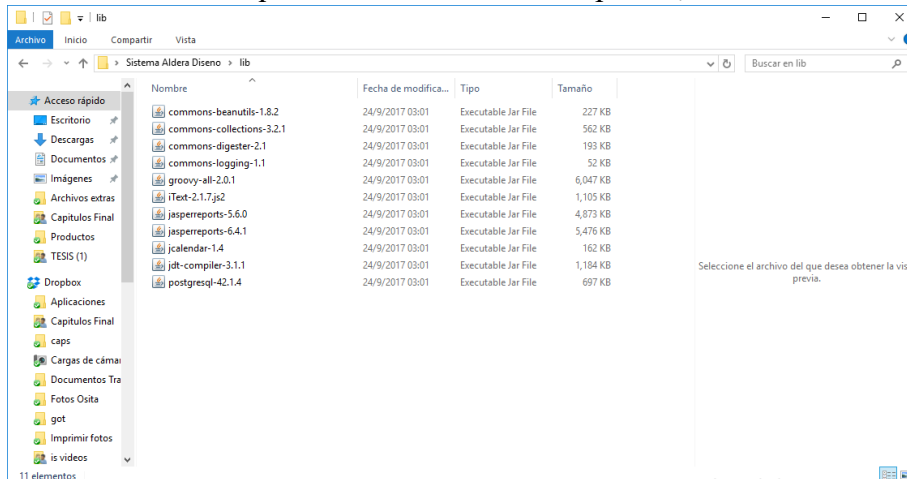 lib
Archivo Inicio Compartir Vista
Sistema Aldera Diseno > lib
Buscar en lib
Nombre Fecha de modifica... Tipo Tamaño
Acceso rápido
Escritorio
Descargas
Documentos
Imágenes
Archivos extras
Capitulos Final
Productos
TESIS (1)
Dropbox
Aplicaciones
Capitulos Final
caps
Cargas de cámar
Documentos Tra
Fotos Osita
got
Imprimir fotos
is videos
commons-beanutils-1.8.2 24/9/2017 03:01 Executable Jar File 227 KB
commons-collections-3.2.1 24/9/2017 03:01 Executable Jar File 562 KB
commons-digester-2.1 24/9/2017 03:01 Executable Jar File 193 KB
commons-logging-1.1 24/9/2017 03:01 Executable Jar File 52 KB
groovy-all-2.0.1 24/9/2017 03:01 Executable Jar File 6,047 KB
iText-2.1.7.js2 24/9/2017 03:01 Executable Jar File 1,105 KB
jasperreports-5.6.0 24/9/2017 03:01 Executable Jar File 4,873 KB
jasperreports-6.4.1 24/9/2017 03:01 Executable Jar File 5,476 KB
jcalendar-1.4 24/9/2017 03:01 Executable Jar File 162 KB
jdt-compiler-3.1.1 24/9/2017 03:01 Executable Jar File 1,184 KB
postgresql-42.1.4 24/9/2017 03:01 Executable Jar File 697 KB
Seleccione el archivo del que desea obtener la vis
previa.
11 elementos